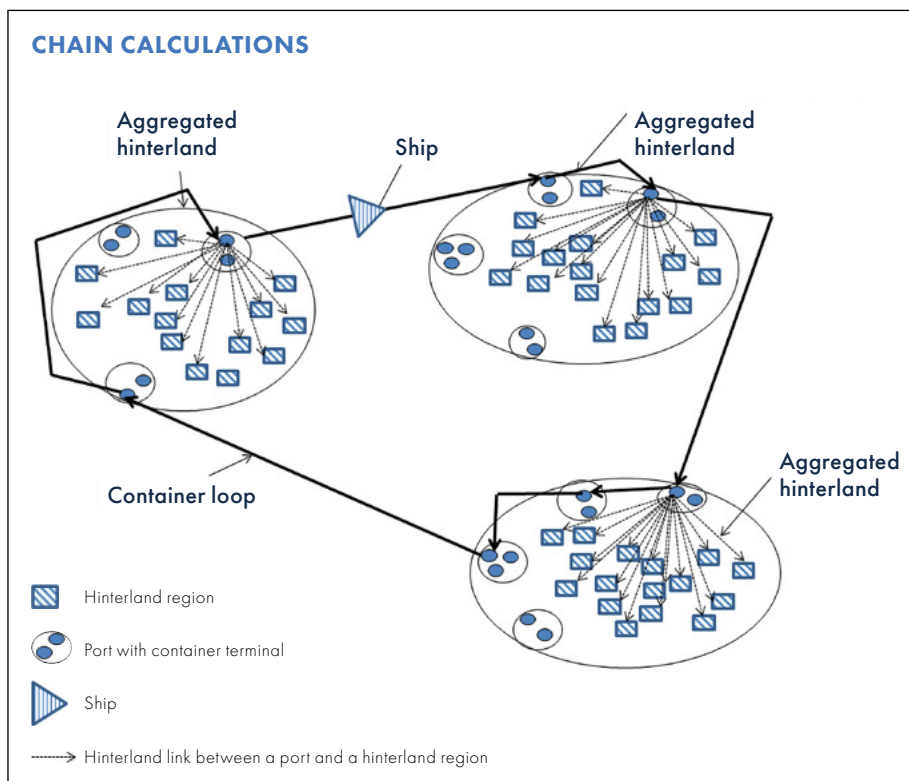 CHAIN CALCULATIONS
Aggregated
hinterland
Ship
Aggregated
hinterland
Container loop
Aggregated
hinterland
Hinterland region
Port with container terminal
Ship
Hinterland link between a port and a hinterland region